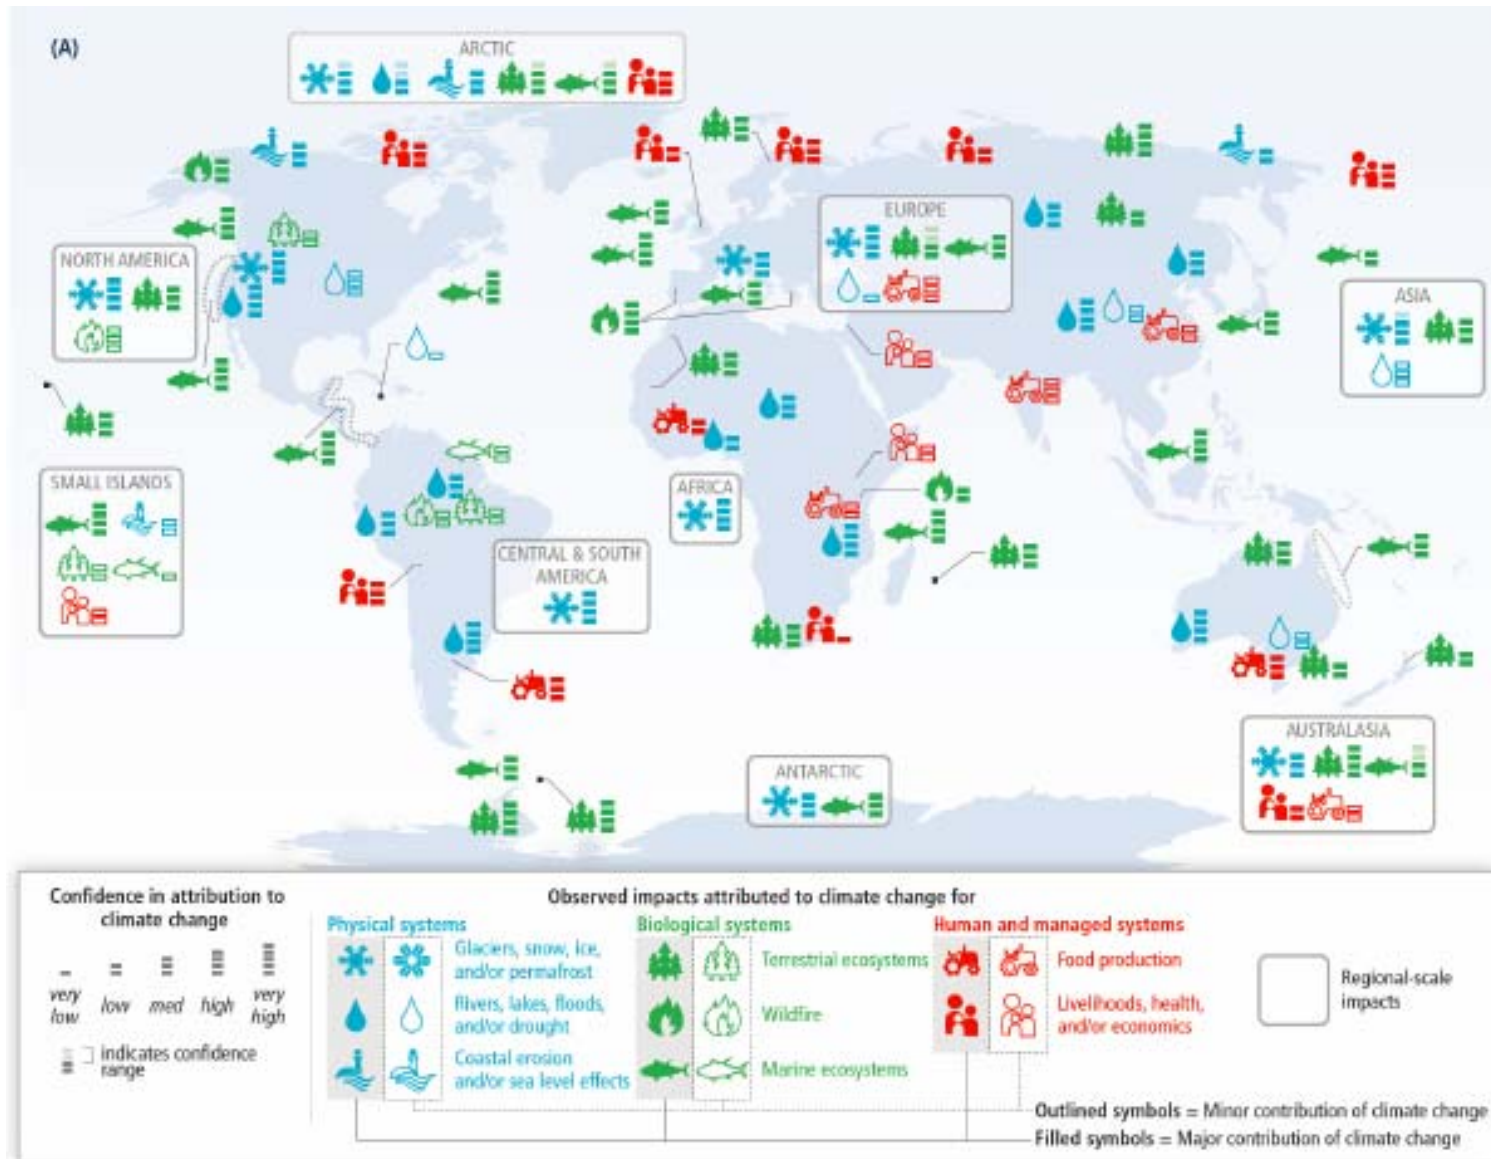 (A)
ARCTIC
EUROPE
NORTH AMERICA
ASIA
SMALL ISLANDS
AFRICA
CENTRAL & SOUTH
AMERICA
AUSTRALASIA
ANTARCTIC
Confidence in attribution to
climate change
very
low
low
med
high
very
high
indicates confidence
range
Observed impacts attributed to climate change for
Physical systems
Glaciers, snow, ice,
and/or permafrost
Rivers, lakes, floods,
and/or drought
Coastal erosion
and/or sea level effects
Biological systems
Terrestrial ecosystems
Wildfire
Marine ecosystems
Human and managed systems
Food production
Livelihoods, health,
and/or economics
Regional-scale
impacts
Outlined symbols = Minor contribution of climate change
Filled symbols = Major contribution of climate change